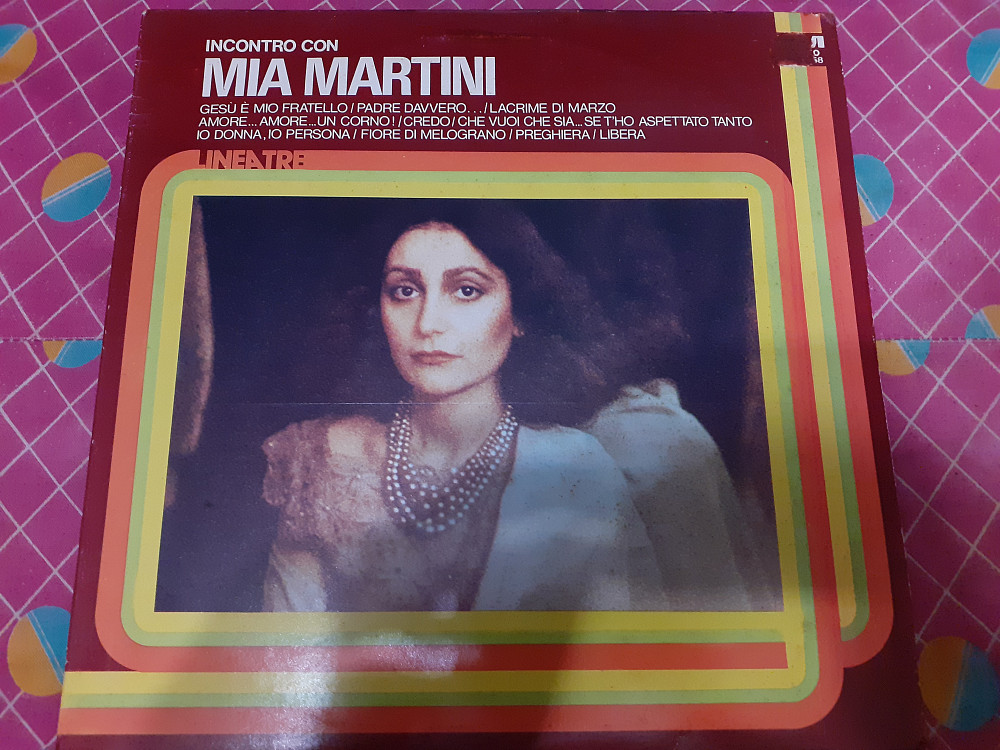 INCONTRO CON
MIA MARTINI
GESÙ È MIO FRATELLO / PADRE DAVVERO... / LACRIME DI MARZO
AMORE... AMORE... UN CORNO! / CREDO / CHE VUOI CHE SIA... SE T'HO ASPETTATO TANTO
IO DONNA, IO PERSONA / FIORE DI MELOGRANO / PREGHIERA / LIBERA
LINEATRE